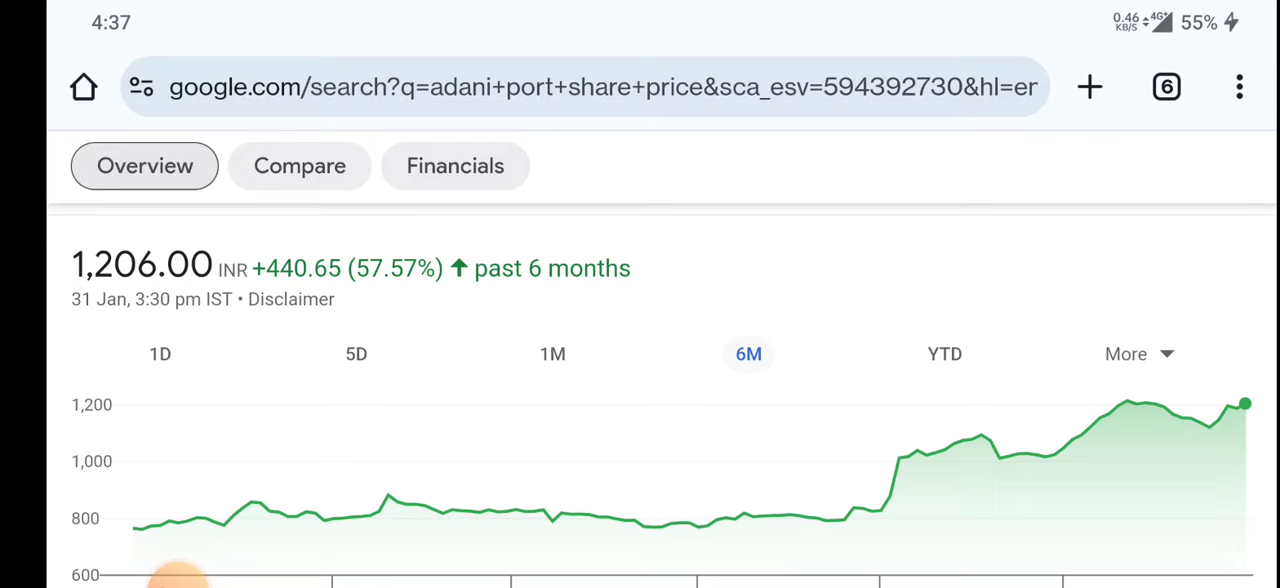 4:37
0.46 KB/S 4G+ 55%
google.com/search?q=adani+port+share+price&sca_esv=594392730&hl=er
6
Overview Compare Financials
1,206.00 INR +440.65 (57.57%) ↑ past 6 months
31 Jan, 3:30 pm IST • Disclaimer
1D 5D 1M 6M YTD More
1,200
1,000
800
600